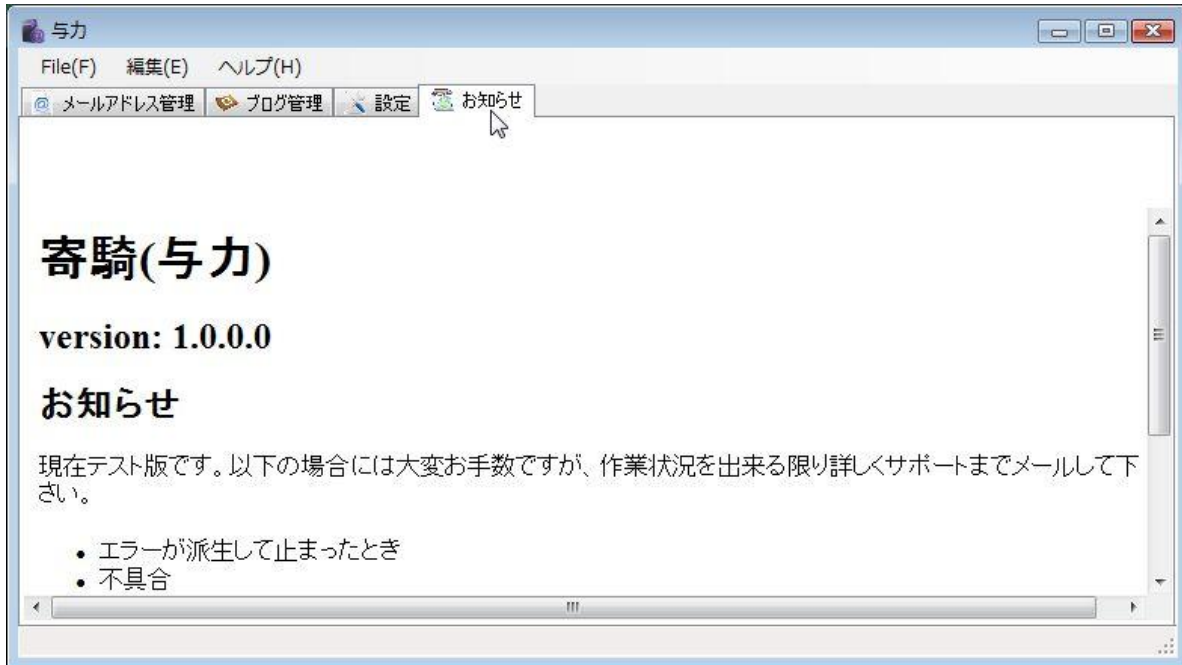 与力
File(F) 編集(E) ヘルプ(H)
メールアドレス管理 ブログ管理 設定 お知らせ
寄騎(与力)
version: 1.0.0.0
お知らせ
現在テスト版です。以下の場合には大変お手数ですが、作業状況を出来る限り詳しくサポートまでメールして下
さい。
• エラーが派生して止まったとき
• 不具合